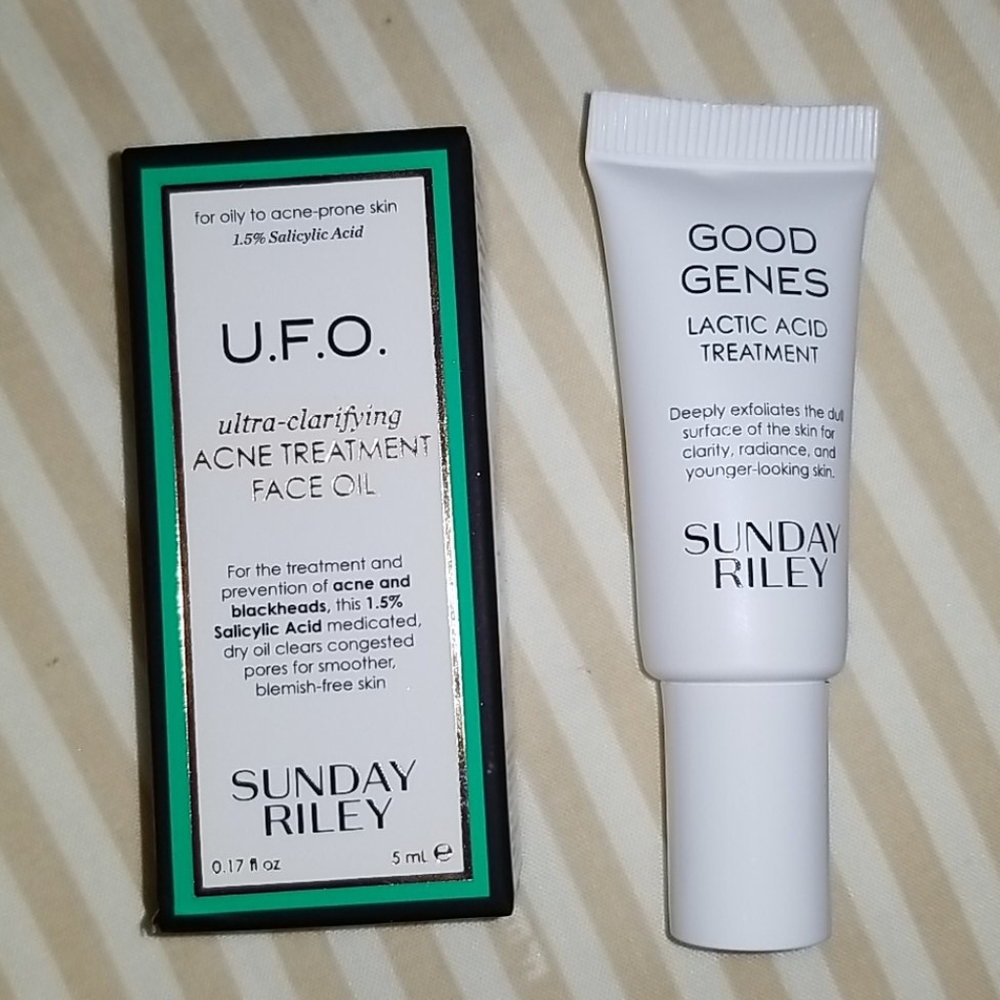 for oily to acne-prone skin
1.5% Salicylic Acid
U.F.O.
ultra-clarifying
ACNE TREATMENT
FACE OIL
For the treatment and
prevention of acne and
blackheads, this 1.5%
Salicylic Acid medicated,
dry oil clears congested
pores for smoother,
blemish-free skin
SUNDAY
RILEY
0.17 fl oz 5 mL ℮
GOOD
GENES
LACTIC ACID
TREATMENT
Deeply exfoliates the dull
surface of the skin for
clarity, radiance, and
younger-looking skin.
SUNDAY
RILEY